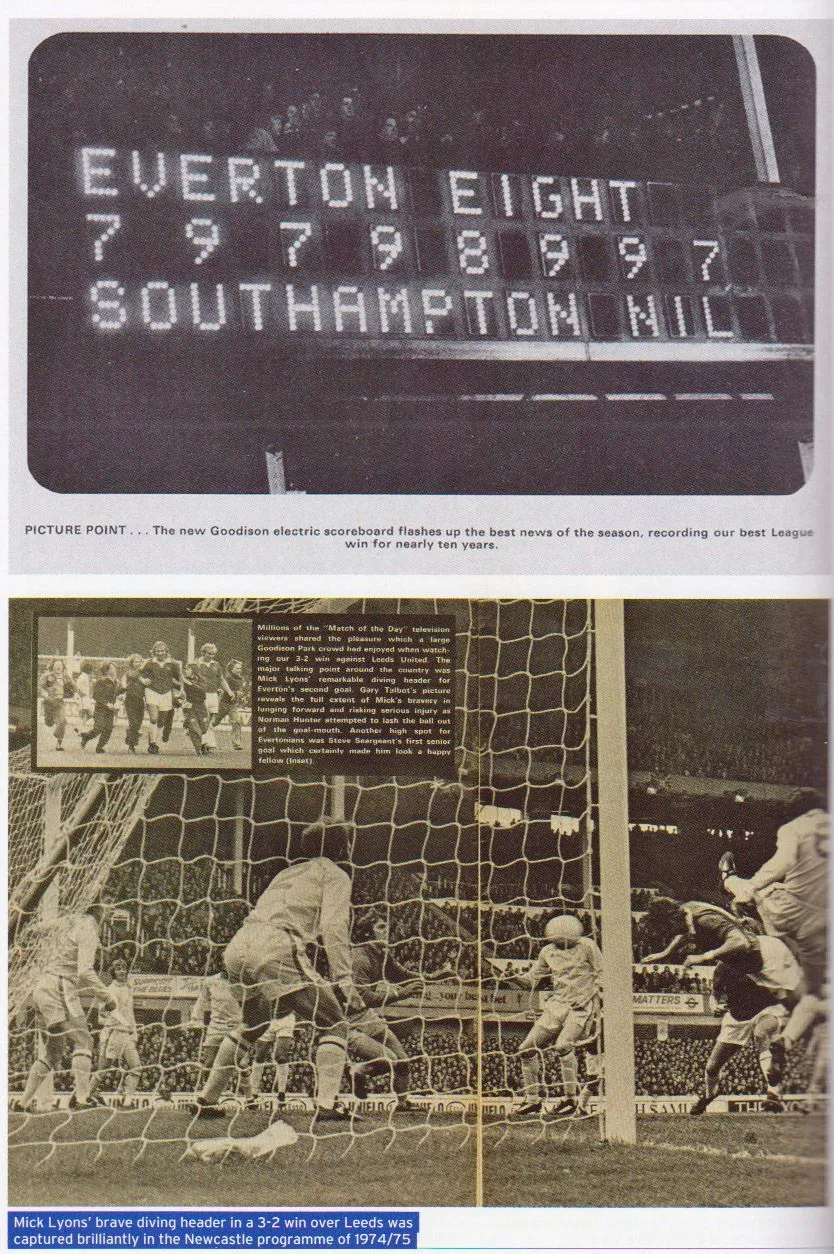 EVERTON EIGHT
7 9 7 9 8 9 9 7
SOUTHAMPTON NIL
PICTURE POINT . . . The new Goodison electric scoreboard flashes up the best news of the season, recording our best League
win for nearly ten years.
Millions of the "Match of the Day" television
viewers shared the pleasure which a large
Goodison Park crowd had enjoyed when watch-
ing our 3-2 win against Leeds United. The
major talking point around the country was
Mick Lyons' remarkable diving header for
Everton's second goal. Gary Talbot's picture
reveals the full extent of Mick's bravery in
lunging forward and risking serious injury as
Norman Hunter attempted to lash the ball out
of the goal-mouth. Another high spot for
Evertonians was Steve Seargeant's first senior
goal which certainly made him look a happy
fellow (Inset).
THE BLUES
your best bet !
MATTERS
Mick Lyons' brave diving header in a 3-2 win over Leeds was
captured brilliantly in the Newcastle programme of 1974/75